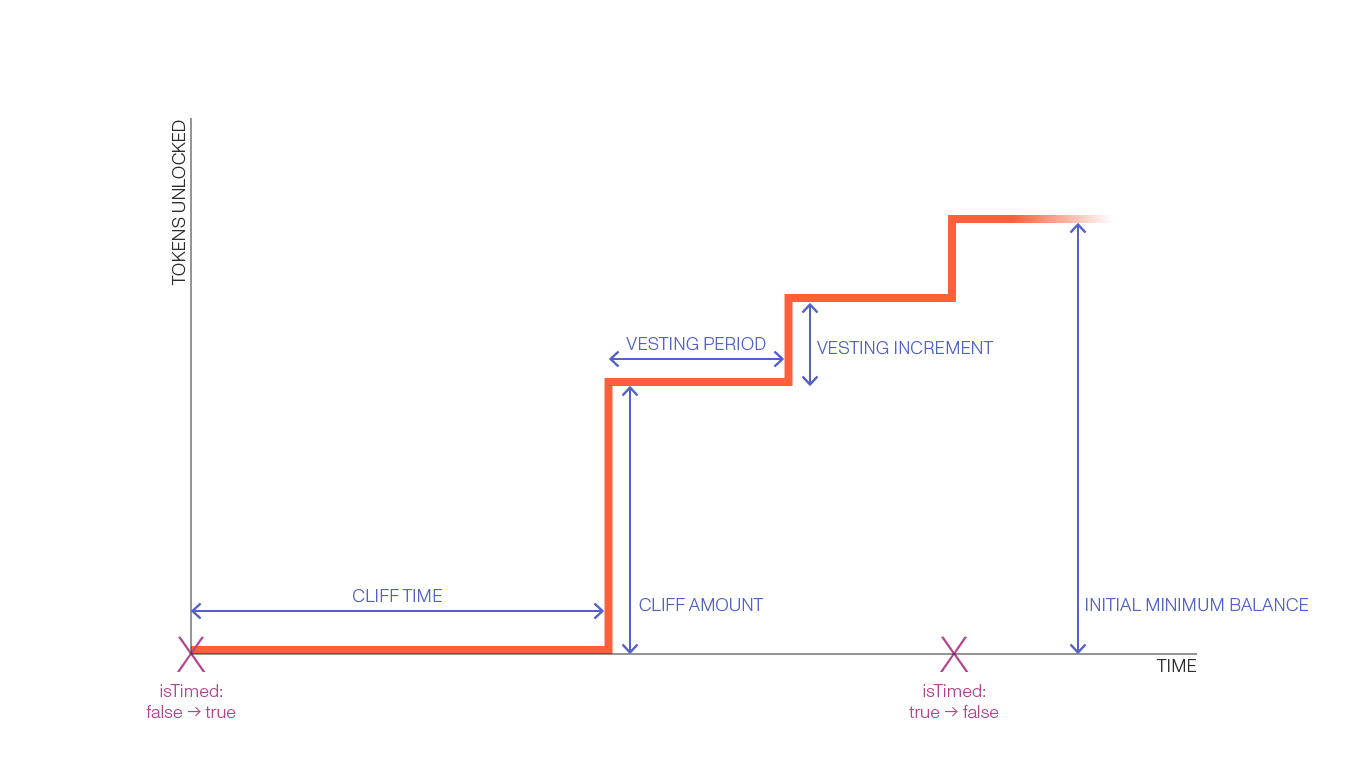 TOKENS UNLOCKED
VESTING PERIOD
VESTING INCREMENT
CLIFF TIME
CLIFF AMOUNT
INITIAL MINIMUM BALANCE
TIME
isTimed:
false → true
isTimed:
true → false